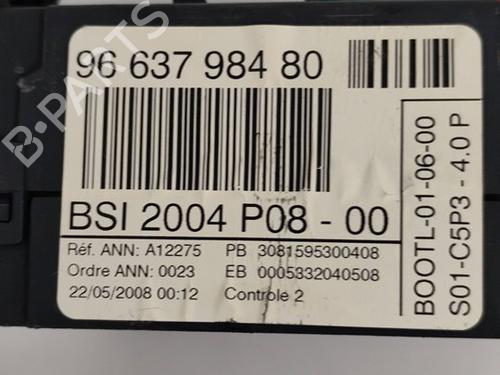 96 637 984 80
BSI 2004 P08 - 00
Réf. ANN: A12275 PB 3081595300408
Ordre ANN: 0023 EB 0005332040508
22/05/2008 00:12 Contrôle 2
BOOTL-01-06-00
S01-C5P3 - 4.0 P
B-PARTS